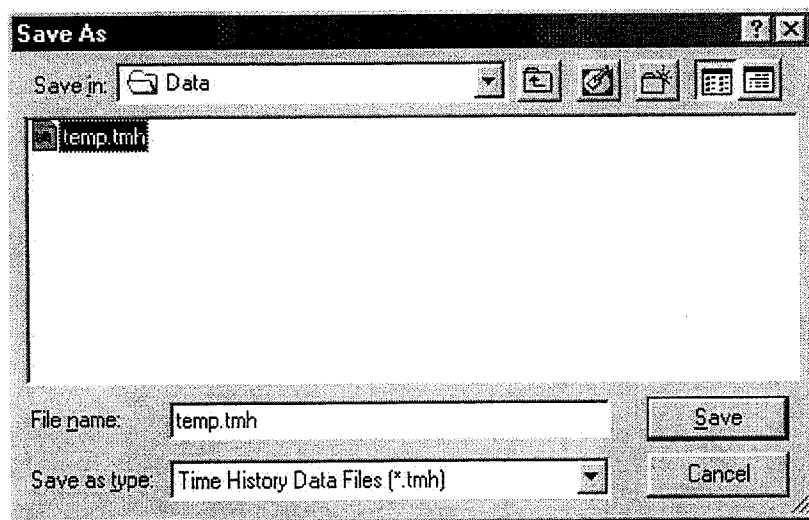 Save As
Save in: Data
temp.tmh
File name: temp.tmh
Save
Save as type: Time History Data Files (*.tmh)
Cancel